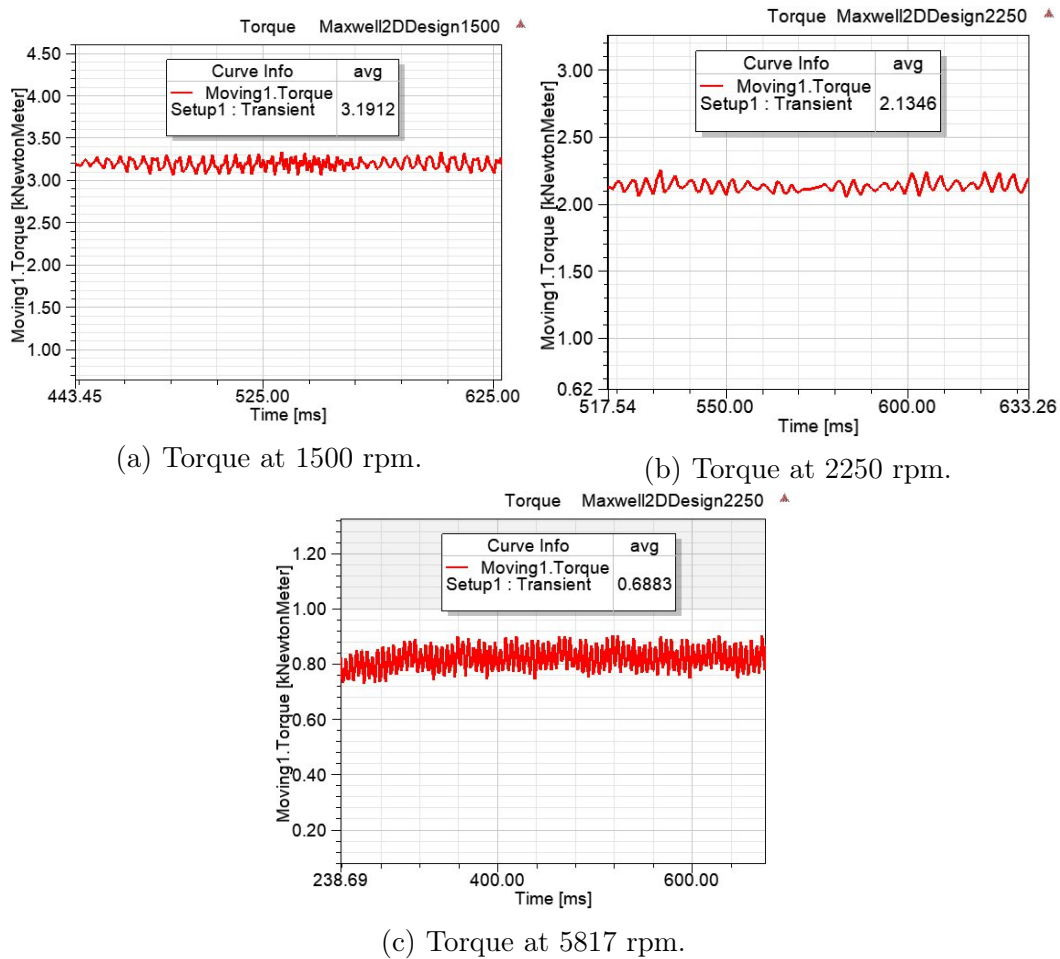 Torque Maxwell2DDesign1500
4.50
4.00
3.50
3.00
2.50
2.00
1.50
1.00
Moving1.Torque [kNewtonMeter]
Curve Info avg
Moving1.Torque
Setup1 : Transient 3.1912
443.45 525.00 625.00
Time [ms]
(a) Torque at 1500 rpm.
Torque Maxwell2DDesign2250
3.00
2.50
2.00
1.50
1.00
0.62
Moving1.Torque [kNewtonMeter]
Curve Info avg
Moving1.Torque
Setup1 : Transient 2.1346
517.54 550.00 600.00 633.26
Time [ms]
(b) Torque at 2250 rpm.
Torque Maxwell2DDesign2250
1.20
1.00
0.80
0.60
0.40
0.20
Moving1.Torque [kNewtonMeter]
Curve Info avg
Moving1.Torque
Setup1 : Transient 0.6883
238.69 400.00 600.00
Time [ms]
(c) Torque at 5817 rpm.